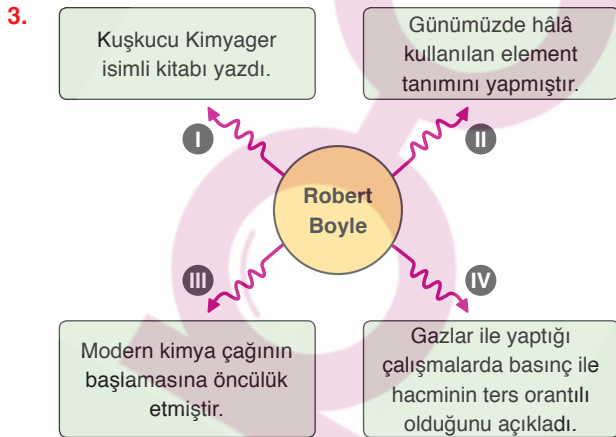 3.
Kuşkucu Kimyager
isimli kitabı yazdı.
Günümüzde hâlâ
kullanılan element
tanımını yapmıştır.
I
II
Robert
Boyle
III
IV
Modern kimya çağının
başlamasına öncülük
etmiştir.
Gazlar ile yaptığı
çalışmalarda basınç ile
hacminin ters orantılı
olduğunu açıkladı.